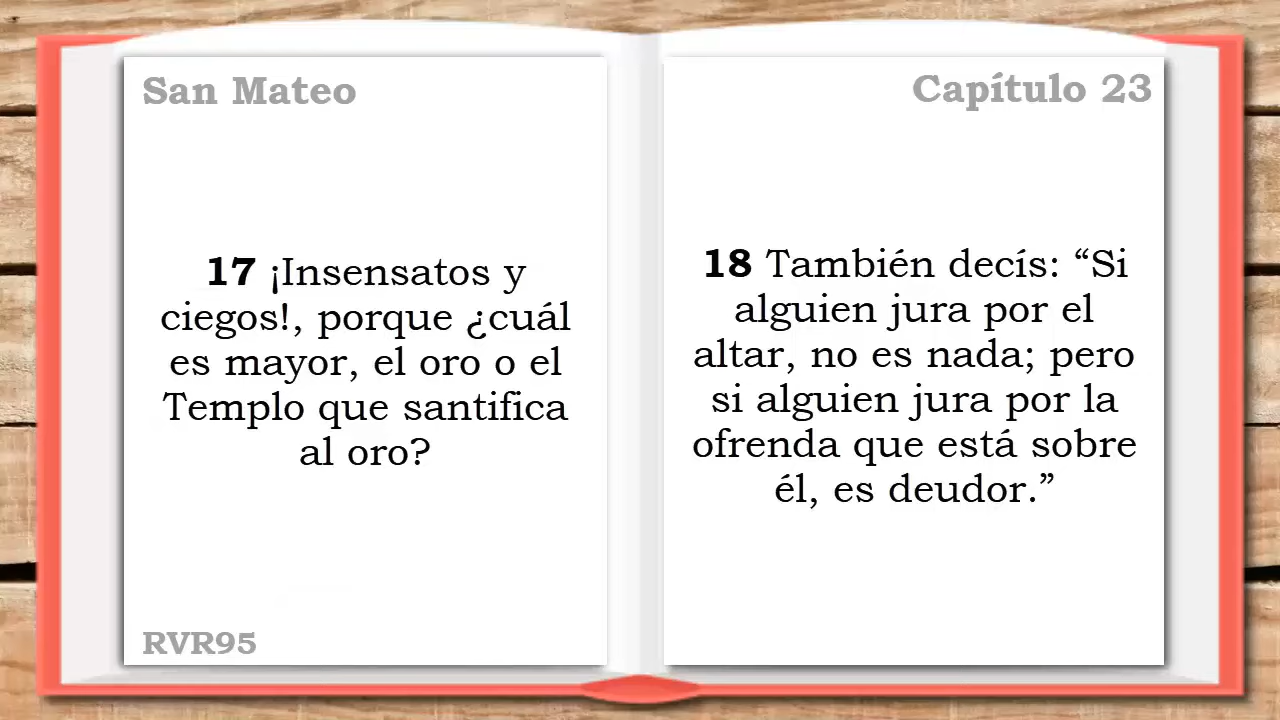 San Mateo
17 ¡Insensatos y
ciegos!, porque ¿cuál
es mayor, el oro o el
Templo que santifica
al oro?
RVR95
Capítulo 23
18 También decís: “Si
alguien jura por el
altar, no es nada; pero
si alguien jura por la
ofrenda que está sobre
él, es deudor.”